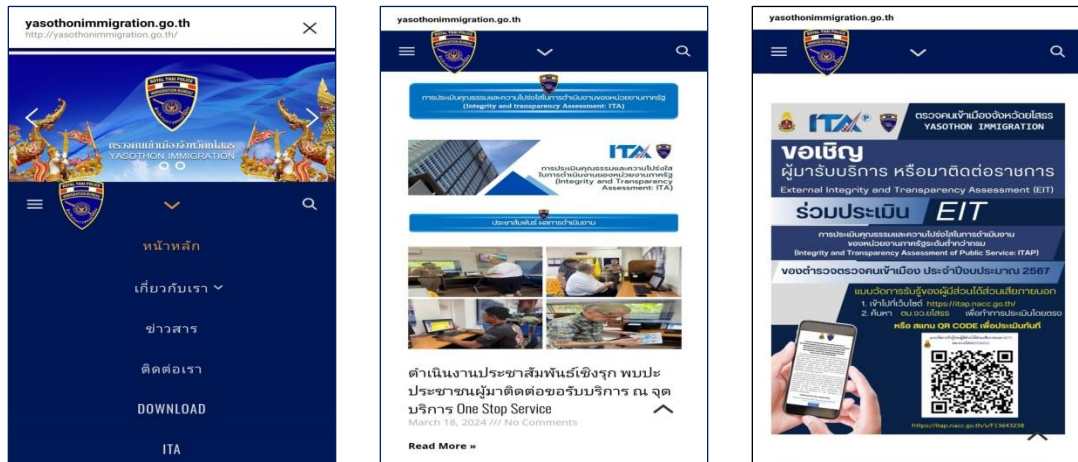 yasothonimmigration.go.th
http://yasothonimmigration.go.th/
ROYAL THAI POLICE
IMMIGRATION BUREAU
ตรวจคนเข้าเมืองจังหวัดยโสธร
YASOTHON IMMIGRATION
หน้าหลัก
เกี่ยวกับเรา
ข่าวสาร
ติดต่อเรา
DOWNLOAD
ITA
yasothonimmigration.go.th
การประเมินคุณธรรมและความโปร่งใสในการดำเนินงานของหน่วยงานภาครัฐ
(Integrity and transparency Assessment: ITA)
ITA
การประเมินคุณธรรมและความโปร่งใส
ในการดำเนินงานของหน่วยงานภาครัฐ
(Integrity and Transparency
Assessment: ITA)
ประชาสัมพันธ์ ผลการดำเนินงาน
ดำเนินงานประชาสัมพันธ์เชิงรุก พบปะ
ประชาชนผู้มาติดต่อขอรับบริการ ณ จุด
บริการ One Stop Service
March 18, 2024 /// No Comments
Read More »
yasothonimmigration.go.th
ITA P
ตรวจคนเข้าเมืองจังหวัดยโสธร
YASOTHON IMMIGRATION
ขอเชิญ
ผู้มารับบริการ หรือมาติดต่อราชการ
External Integrity and Transparency Assessment (EIT)
ร่วมประเมิน EIT
การประเมินคุณธรรมและความโปร่งใสในการดำเนินงาน
ของหน่วยงานภาครัฐระดับต่ำกว่ากรม
(Integrity and Transparency Assessment of Public Service: ITAP)
ของตำรวจตรวจคนเข้าเมือง ประจำปีงบประมาณ 2567
แบบวัดการรับรู้ของผู้มีส่วนได้ส่วนเสียภายนอก
1. เข้าไปที่เว็บไซต์ https://itap.nacc.go.th/
2. ค้นหา ตม.จว.ยโสธร เพื่อทำการประเมินโดยตรง
หรือ สแกน QR CODE เพื่อประเมินทันที
https://itap.nacc.go.th/s/F13643238